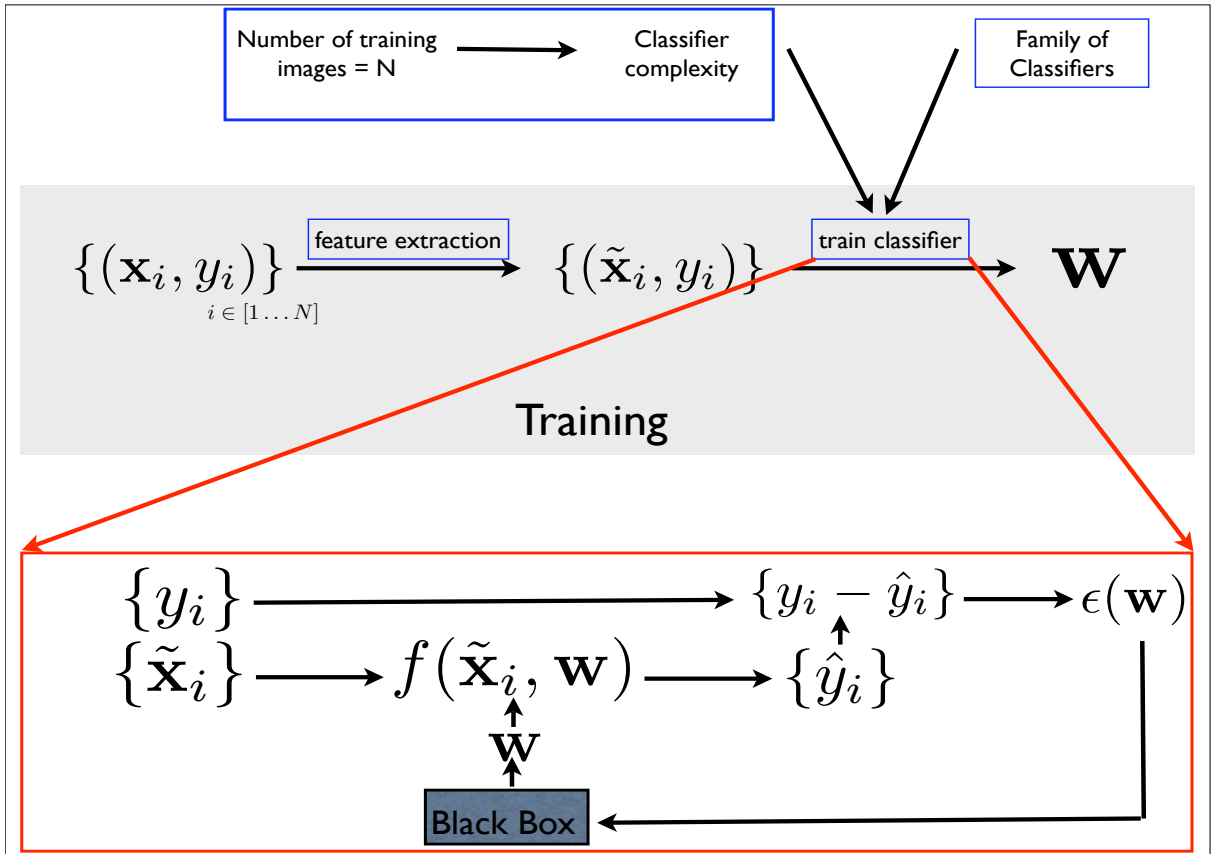 Number of training
images = N
Classifier
complexity
Family of
Classifiers
feature extraction
train classifier
{(𝐱ᵢ, yᵢ)}
i ∈ [1 … N]
{(𝐱̃ᵢ, yᵢ)}
𝐰
Training
{yᵢ}
{yᵢ − ŷᵢ}
ϵ(𝐰)
{𝐱̃ᵢ}
f(𝐱̃ᵢ, 𝐰)
{ŷᵢ}
𝐰
Black Box